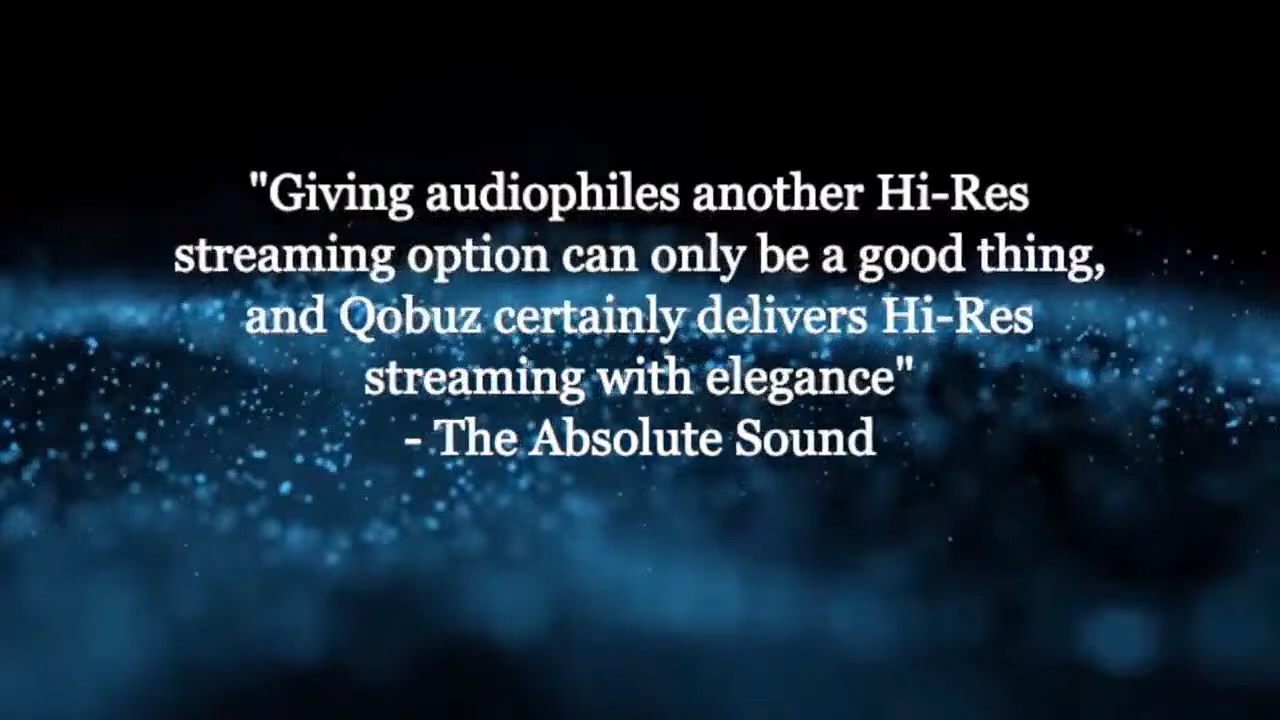 "Giving audiophiles another Hi-Res
streaming option can only be a good thing,
and Qobuz certainly delivers Hi-Res
streaming with elegance"
- The Absolute Sound